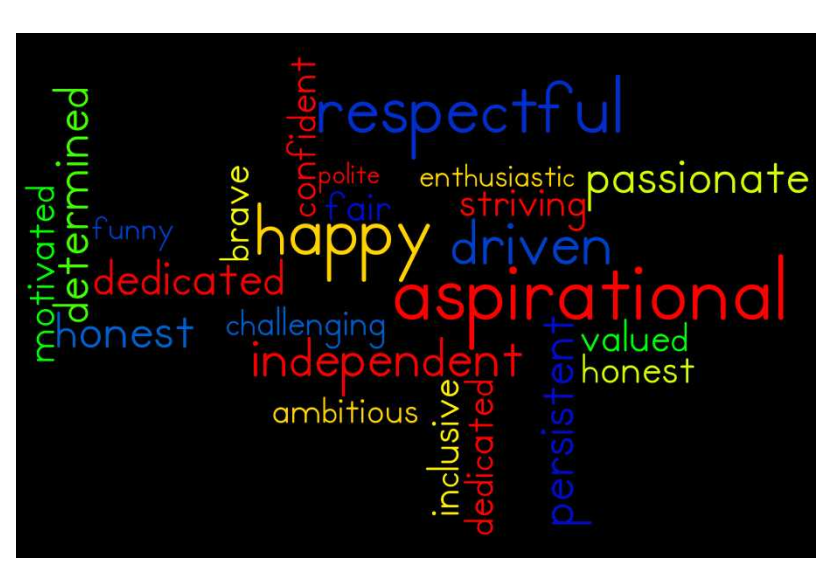 respectful
confident
determined
polite
enthusiastic
passionate
brave
motivated
fair
striving
funny
happy
driven
dedicated
aspirational
honest
challenging
persistent
valued
independent
honest
ambitious
inclusive
dedicated